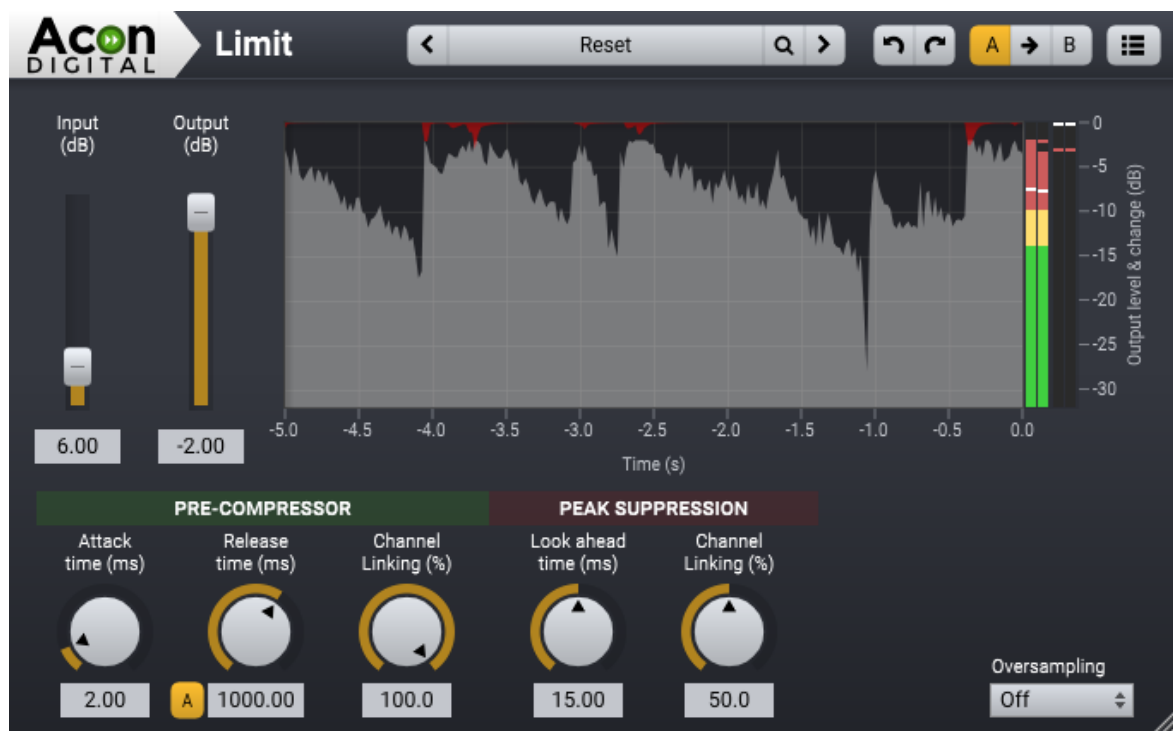 Acon
DIGITAL
Limit
Reset
A
B
Input
(dB)
Output
(dB)
6.00
-2.00
0
-5
-10
-15
-20
-25
-30
Output level & change (dB)
-5.0
-4.5
-4.0
-3.5
-3.0
-2.5
-2.0
-1.5
-1.0
-0.5
0.0
Time (s)
PRE-COMPRESSOR
PEAK SUPPRESSION
Attack
time (ms)
Release
time (ms)
Channel
Linking (%)
Look ahead
time (ms)
Channel
Linking (%)
2.00
A
1000.00
100.0
15.00
50.0
Oversampling
Off